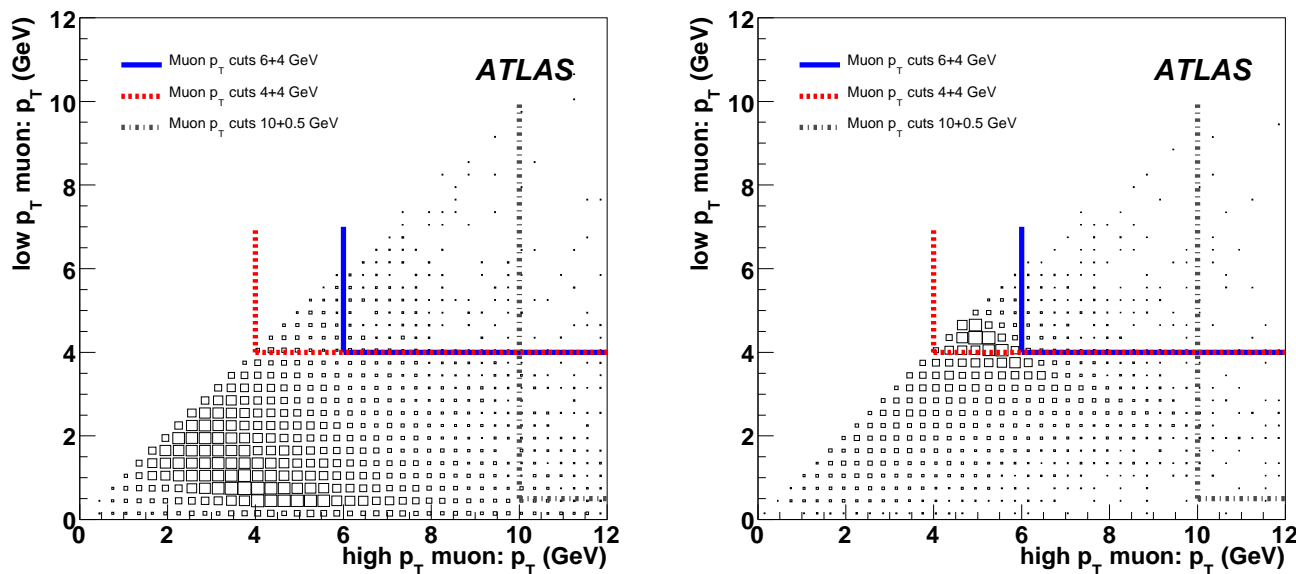 12
10
8
6
4
2
0
low p_T muon: p_T (GeV)
Muon p_T cuts 6+4 GeV
Muon p_T cuts 4+4 GeV
Muon p_T cuts 10+0.5 GeV
ATLAS
0 2 4 6 8 10 12
high p_T muon: p_T (GeV)
12
10
8
6
4
2
0
low p_T muon: p_T (GeV)
Muon p_T cuts 6+4 GeV
Muon p_T cuts 4+4 GeV
Muon p_T cuts 10+0.5 GeV
ATLAS
0 2 4 6 8 10 12
high p_T muon: p_T (GeV)